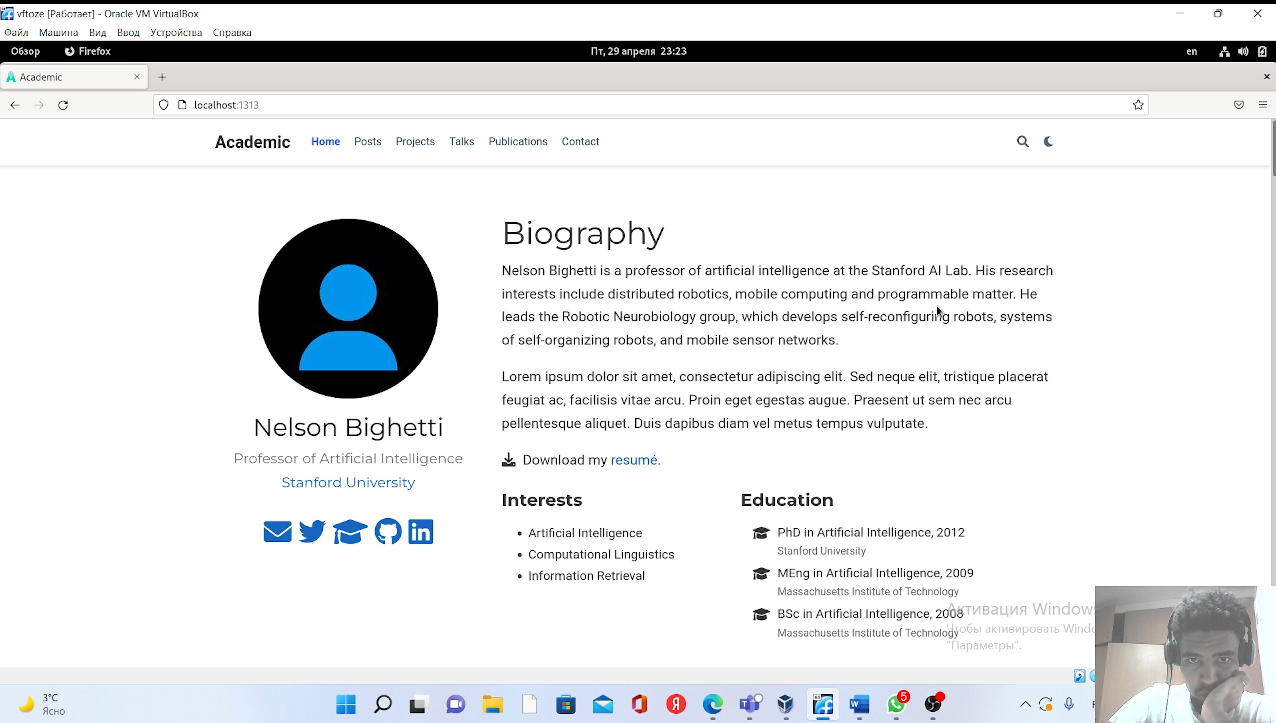 vftoze [Работает] - Oracle VM VirtualBox
Файл Машина Вид Ввод Устройства Справка
Обзор Firefox Пт, 29 апреля 23:23 en
Academic
localhost:1313
Academic Home Posts Projects Talks Publications Contact
Biography
Nelson Bighetti is a professor of artificial intelligence at the Stanford AI Lab. His research
interests include distributed robotics, mobile computing and programmable matter. He
leads the Robotic Neurobiology group, which develops self-reconfiguring robots, systems
of self-organizing robots, and mobile sensor networks.
Lorem ipsum dolor sit amet, consectetur adipiscing elit. Sed neque elit, tristique placerat
feugiat ac, facilisis vitae arcu. Proin eget egestas augue. Praesent ut sem nec arcu
pellentesque aliquet. Duis dapibus diam vel metus tempus vulputate.
Download my resumé.
Nelson Bighetti
Professor of Artificial Intelligence
Stanford University
Interests
Artificial Intelligence
Computational Linguistics
Information Retrieval
Education
PhD in Artificial Intelligence, 2012
Stanford University
MEng in Artificial Intelligence, 2009
Massachusetts Institute of Technology
BSc in Artificial Intelligence, 2008
Massachusetts Institute of Technology
Активация Windows
Чтобы активировать Windo
"Параметры".
3°C
Ясно
5